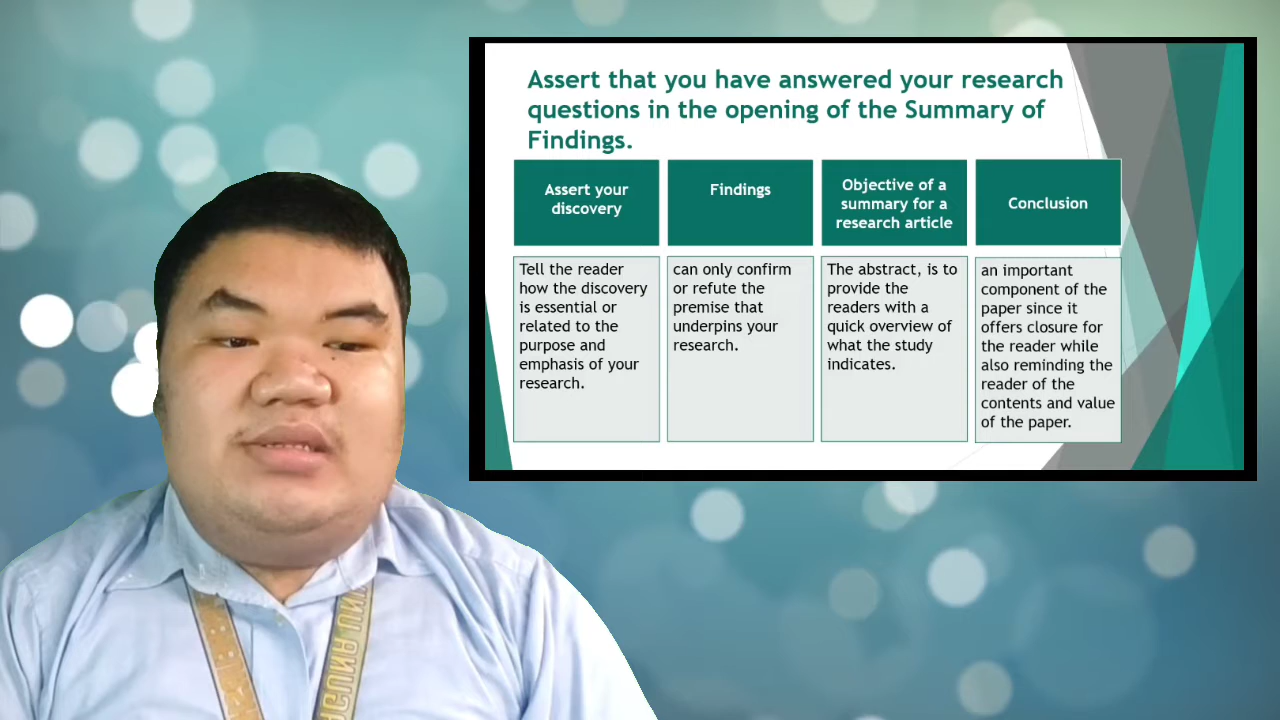 Assert that you have answered your research
questions in the opening of the Summary of
Findings.
Assert your
discovery
Findings
Objective of a
summary for a
research article
Conclusion
Tell the reader
how the discovery
is essential or
related to the
purpose and
emphasis of your
research.
can only confirm
or refute the
premise that
underpins your
research.
The abstract, is to
provide the
readers with a
quick overview of
what the study
indicates.
an important
component of the
paper since it
offers closure for
the reader while
also reminding the
reader of the
contents and value
of the paper.